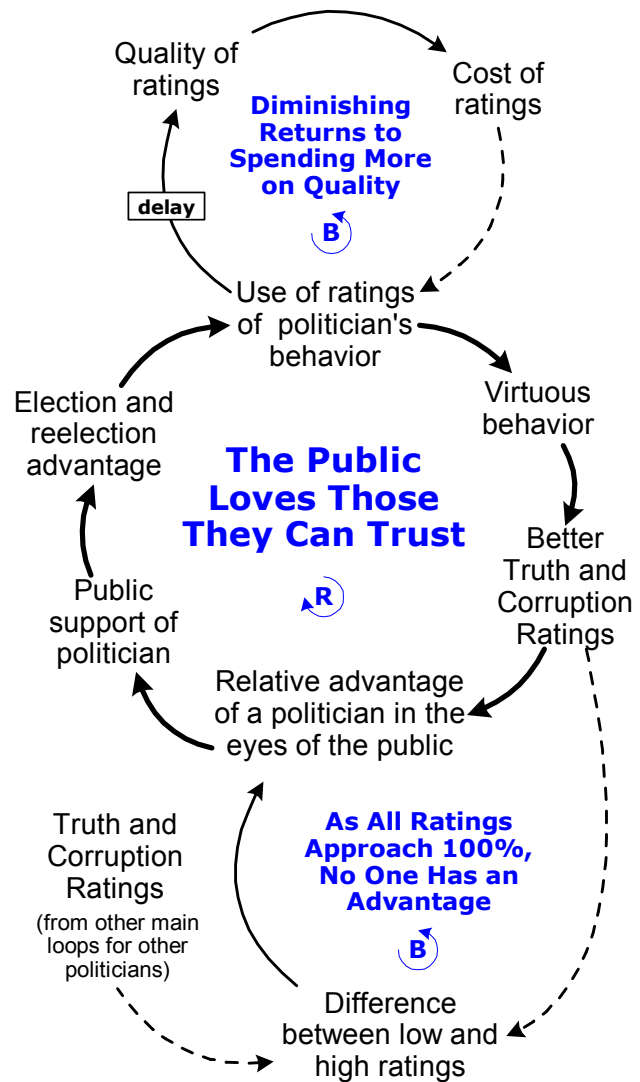 Quality of
ratings
Cost of
ratings
Diminishing
Returns to
Spending More
on Quality
delay
B
Use of ratings
of politician's
behavior
Virtuous
behavior
Election and
reelection
advantage
The Public
Loves Those
They Can Trust
Better
Truth and
Corruption
Ratings
R
Public
support of
politician
Relative advantage
of a politician in the
eyes of the public
Truth and
Corruption
Ratings
(from other main
loops for other
politicians)
As All Ratings
Approach 100%,
No One Has an
Advantage
B
Difference
between low and
high ratings